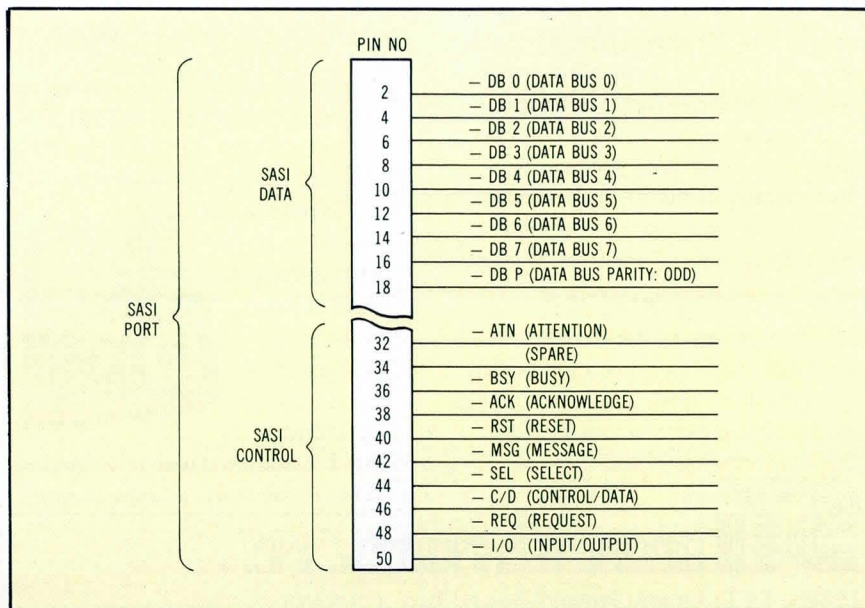 PIN NO
2 – DB 0 (DATA BUS 0)
4 – DB 1 (DATA BUS 1)
6 – DB 2 (DATA BUS 2)
8 – DB 3 (DATA BUS 3)
10 – DB 4 (DATA BUS 4)
12 – DB 5 (DATA BUS 5)
14 – DB 6 (DATA BUS 6)
16 – DB 7 (DATA BUS 7)
18 – DB P (DATA BUS PARITY: ODD)
SASI
DATA
SASI
PORT
32 – ATN (ATTENTION)
34 (SPARE)
36 – BSY (BUSY)
38 – ACK (ACKNOWLEDGE)
40 – RST (RESET)
42 – MSG (MESSAGE)
44 – SEL (SELECT)
46 – C/D (CONTROL/DATA)
48 – REQ (REQUEST)
50 – I/O (INPUT/OUTPUT)
SASI
CONTROL